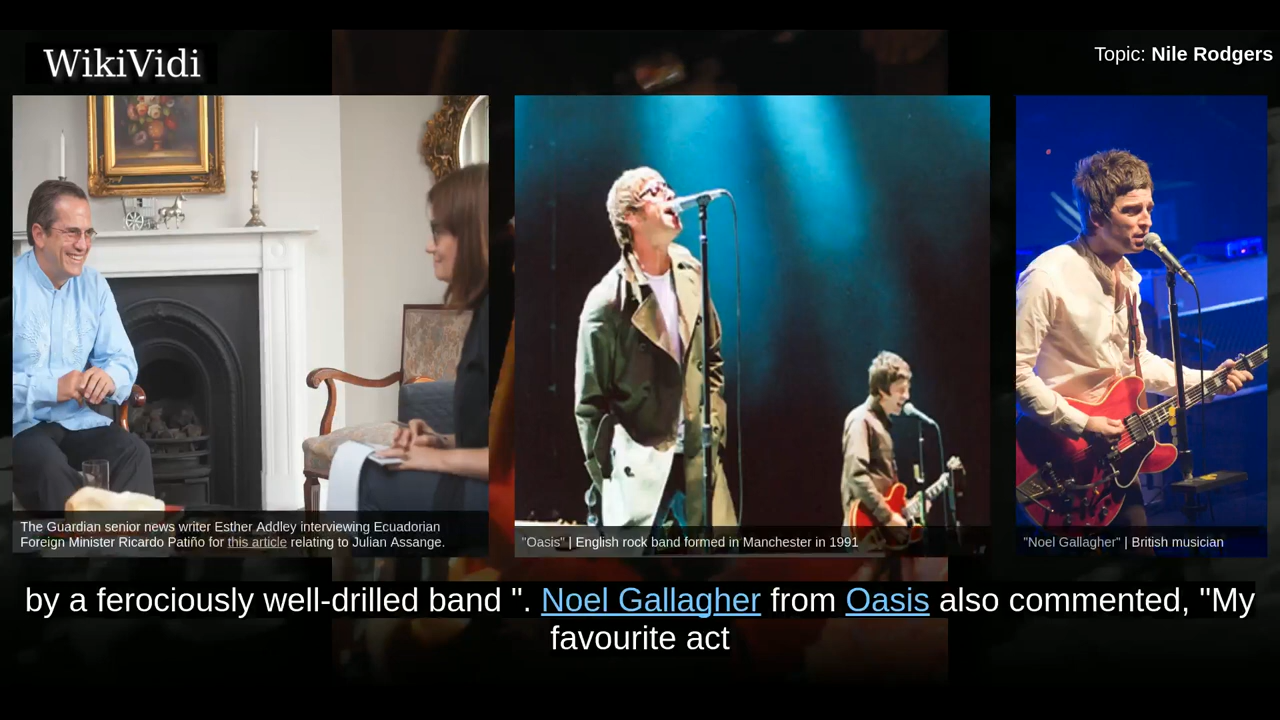 WikiVidi
Topic: Nile Rodgers
The Guardian senior news writer Esther Addley interviewing Ecuadorian
Foreign Minister Ricardo Patiño for this article relating to Julian Assange.
"Oasis" | English rock band formed in Manchester in 1991
"Noel Gallagher" | British musician
by a ferociously well-drilled band ". Noel Gallagher from Oasis also commented, "My
favourite act